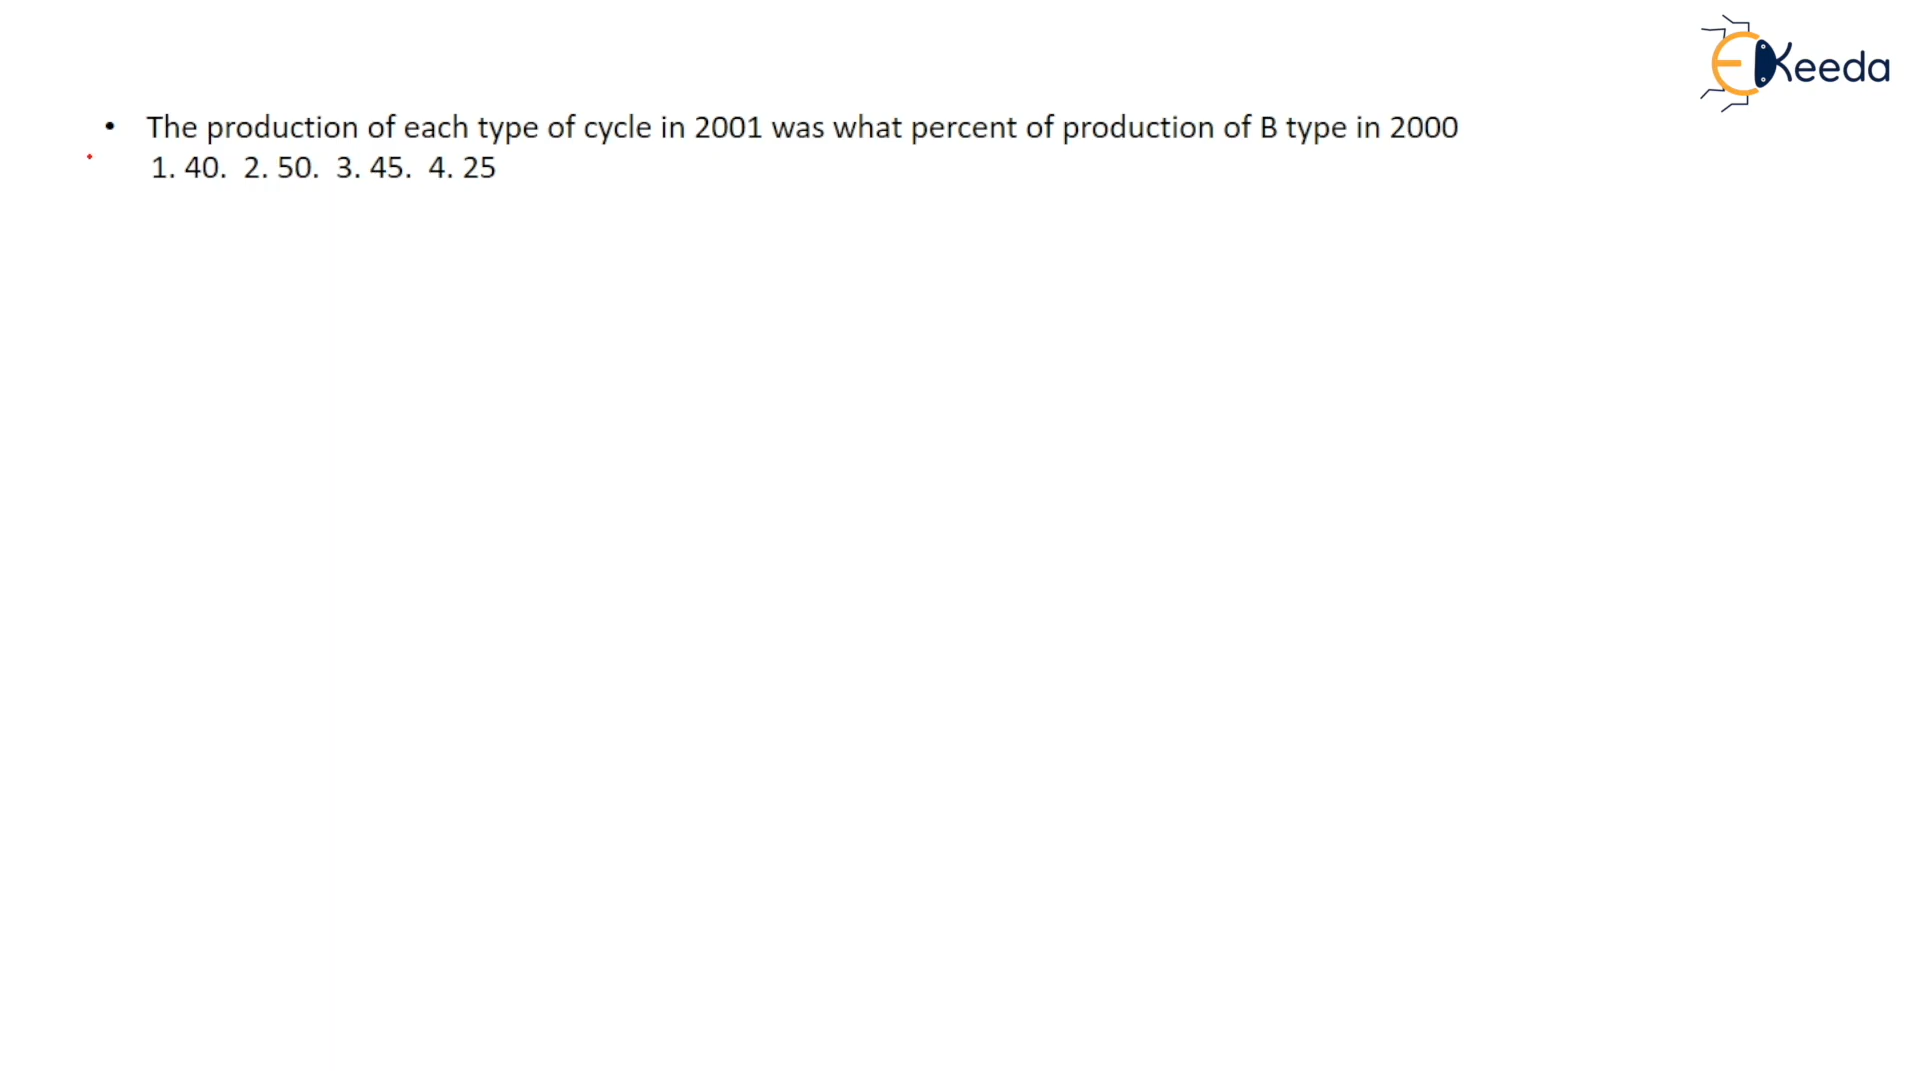 EKeeda
• The production of each type of cycle in 2001 was what percent of production of B type in 2000
1. 40. 2. 50. 3. 45. 4. 25